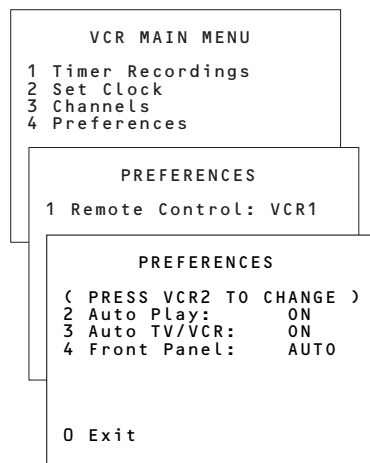 VCR MAIN MENU
1 Timer Recordings
2 Set Clock
3 Channels
4 Preferences
PREFERENCES
1 Remote Control: VCR1
PREFERENCES
( PRESS VCR2 TO CHANGE )
2 Auto Play: ON
3 Auto TV/VCR: ON
4 Front Panel: AUTO
0 Exit